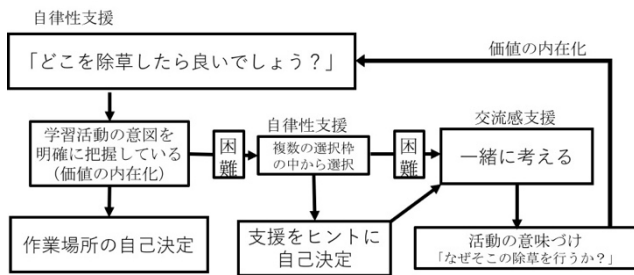 自律性支援
「どこを除草したら良いでしょう？」
価値の内在化
学習活動の意図を
明確に把握している
（価値の内在化）
困
難
自律性支援
複数の選択枠
の中から選択
困
難
交流感支援
一緒に考える
作業場所の自己決定
支援をヒントに
自己決定
活動の意味づけ
「なぜそこの除草を行うか？」